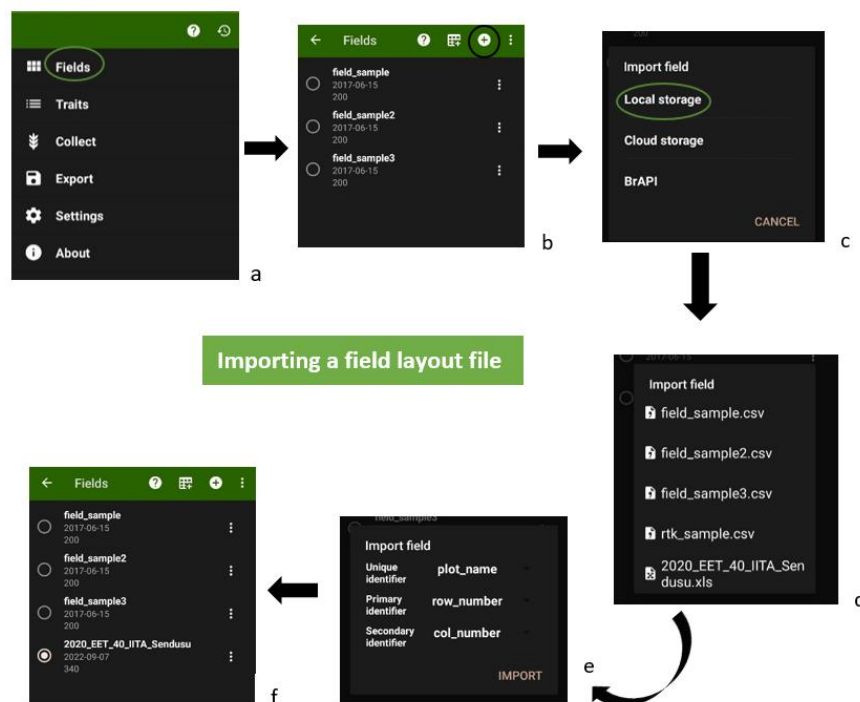 Fields
Traits
Collect
Export
Settings
About
a
Fields
field_sample
2017-06-15
200
field_sample2
2017-06-15
200
field_sample3
2017-06-15
200
b
200
Import field
Local storage
Cloud storage
BrAPI
CANCEL
c
Importing a field layout file
2017-06-15
Import field
field_sample.csv
field_sample2.csv
field_sample3.csv
rtk_sample.csv
2020_EET_40_IITA_Sen
dusu.xls
d
field_sample3
Import field
Unique
identifier
plot_name
Primary
identifier
row_number
Secondary
identifier
col_number
IMPORT
e
Fields
field_sample
2017-06-15
200
field_sample2
2017-06-15
200
field_sample3
2017-06-15
200
2020_EET_40_IITA_Sendusu
2022-09-07
340
f